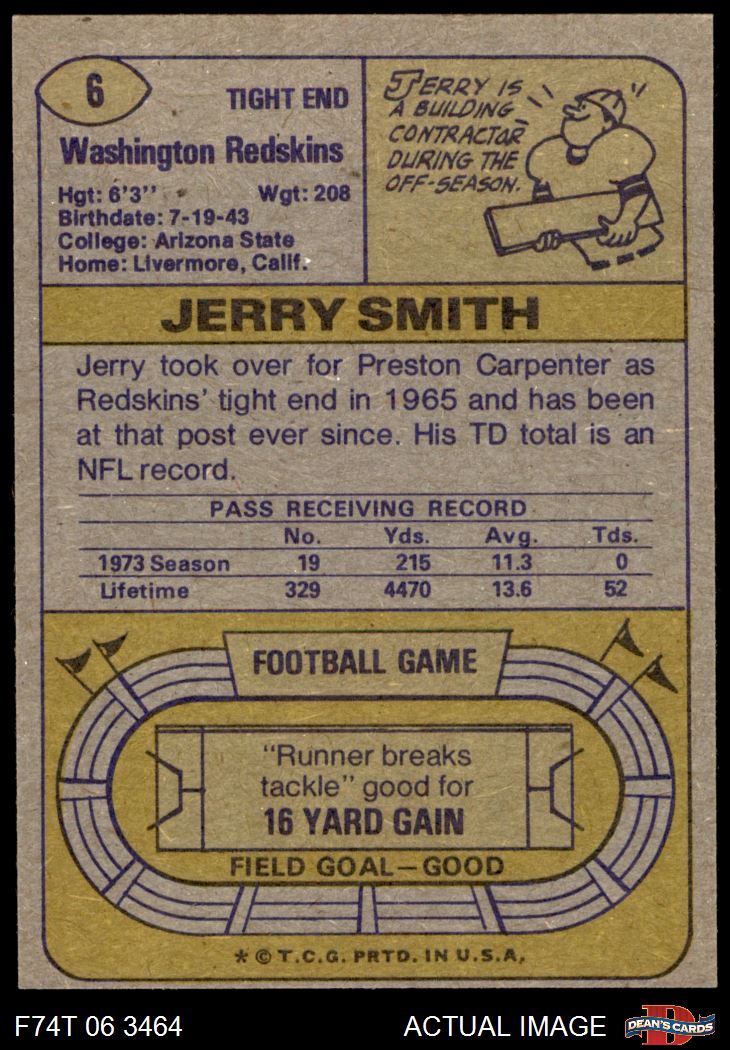 6
TIGHT END
Washington Redskins
Hgt: 6'3" Wgt: 208
Birthdate: 7-19-43
College: Arizona State
Home: Livermore, Calif.
JERRY IS
A BUILDING
CONTRACTOR
DURING THE
OFF-SEASON.
JERRY SMITH
Jerry took over for Preston Carpenter as
Redskins' tight end in 1965 and has been
at that post ever since. His TD total is an
NFL record.
PASS RECEIVING RECORD
No. Yds. Avg. Tds.
1973 Season 19 215 11.3 0
Lifetime 329 4470 13.6 52
FOOTBALL GAME
"Runner breaks
tackle" good for
16 YARD GAIN
FIELD GOAL—GOOD
* © T.C.G. PRTD. IN U.S.A.
F74T 06 3464 ACTUAL IMAGE D DEAN'S CARDS